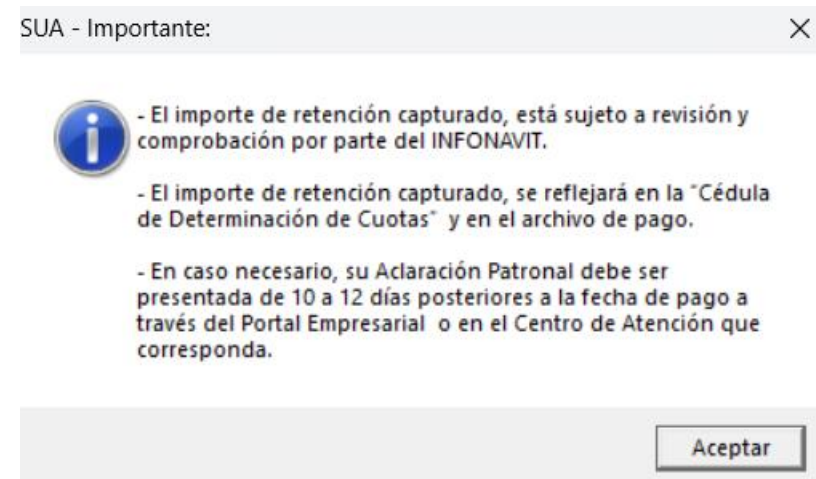 SUA - Importante:
- El importe de retención capturado, está sujeto a revisión y
comprobación por parte del INFONAVIT.
- El importe de retención capturado, se reflejará en la ˝Cédula
de Determinación de Cuotas˝ y en el archivo de pago.
- En caso necesario, su Aclaración Patronal debe ser
presentada de 10 a 12 días posteriores a la fecha de pago a
través del Portal Empresarial o en el Centro de Atención que
corresponda.
Aceptar